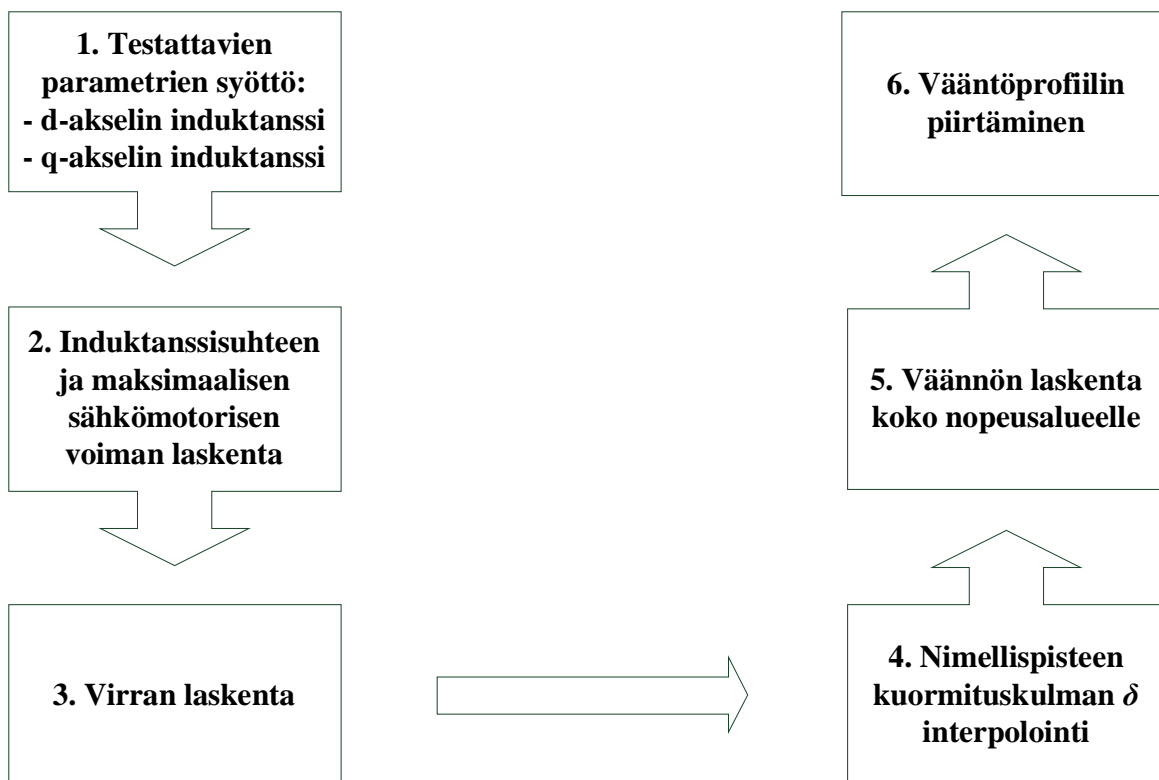 1. Testattavien
parametrien syöttö:
- d-akselin induktanssi
- q-akselin induktanssi
2. Induktanssisuhteen
ja maksimaalisen
sähkömotorisen
voiman laskenta
3. Virran laskenta
4. Nimellispisteen
kuormituskulman δ
interpolointi
5. Väännön laskenta
koko nopeusalueelle
6. Vääntöprofiilin
piirtäminen